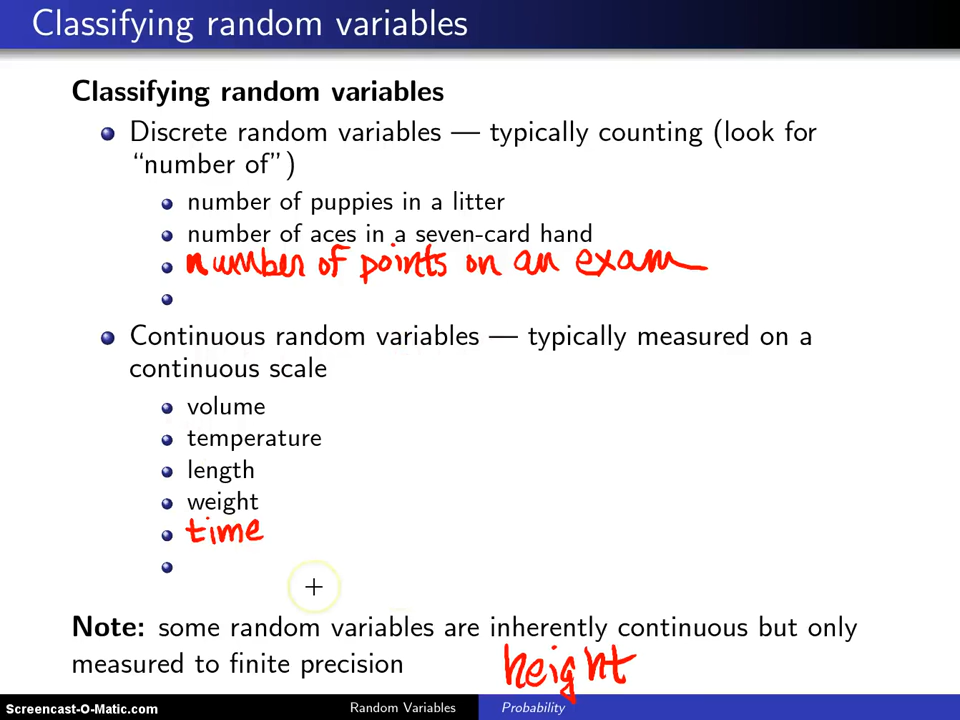 Classifying random variables
Classifying random variables
Discrete random variables — typically counting (look for
“number of”)
number of puppies in a litter
number of aces in a seven-card hand
number of points on an exam
Continuous random variables — typically measured on a
continuous scale
volume
temperature
length
weight
time
Note: some random variables are inherently continuous but only
measured to finite precision
height
Screencast-O-Matic.com
Random Variables
Probability